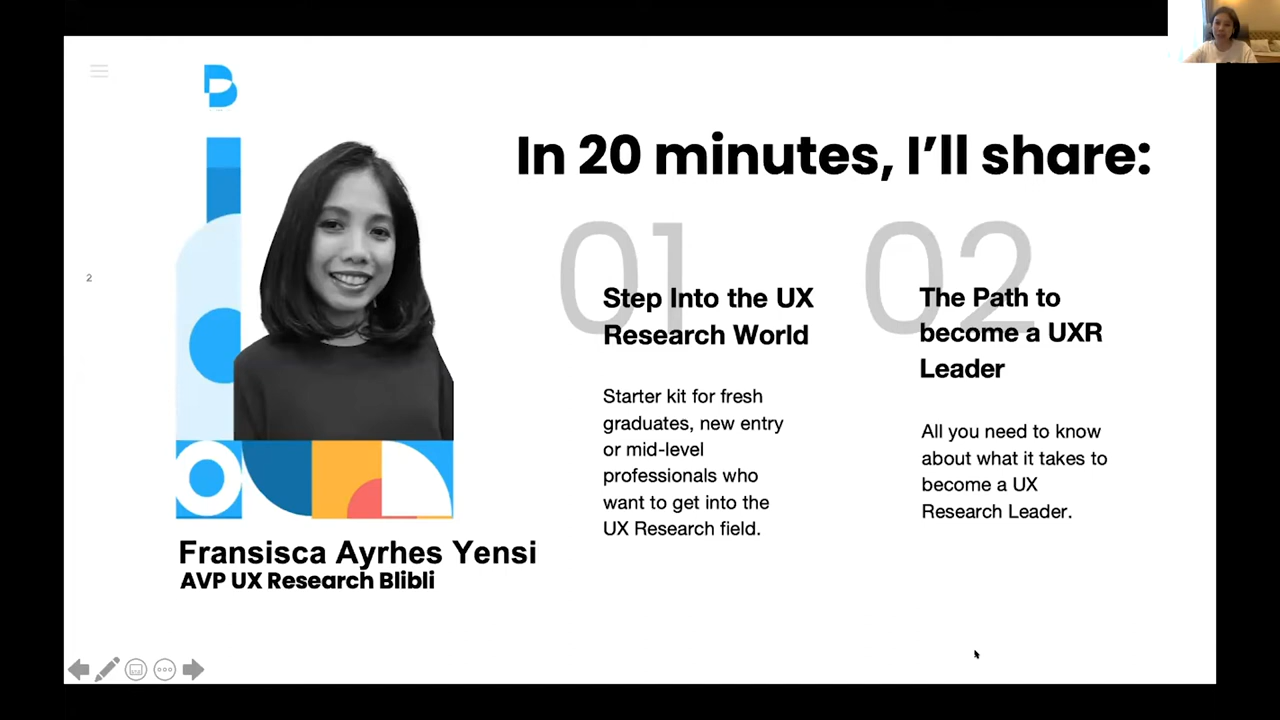 In 20 minutes, I'll share:
01
Step Into the UX
Research World
Starter kit for fresh
graduates, new entry
or mid-level
professionals who
want to get into the
UX Research field.
02
The Path to
become a UXR
Leader
All you need to know
about what it takes to
become a UX
Research Leader.
2
Fransisca Ayrhes Yensi
AVP UX Research Blibli